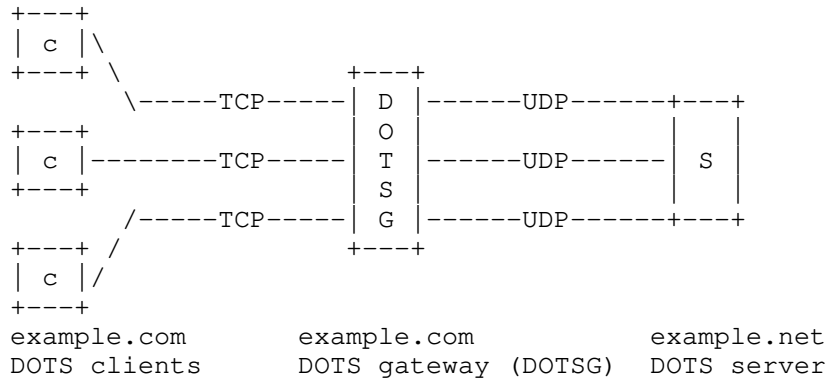 +---+
| c |\
+---+  \              +---+
        \-----TCP-----| D |------UDP------+---+
+---+                 | O |               |   |
| c |--------TCP------| T |------UDP------| S |
+---+                 | S |               |   |
        /-----TCP-----| G |------UDP------+---+
+---+  /              +---+
| c |/
+---+
example.com       example.com           example.net
DOTS clients      DOTS gateway (DOTSG)  DOTS server